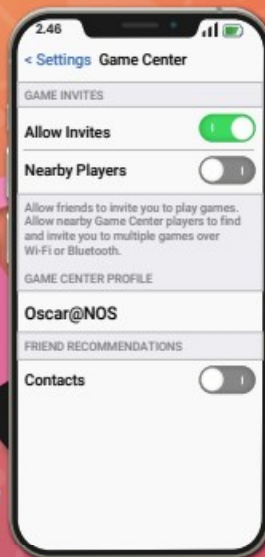 2.46
< Settings Game Center
GAME INVITES
Allow Invites
Nearby Players
Allow friends to invite you to play games.
Allow nearby Game Center players to find
and invite you to multiple games over
Wi-Fi or Bluetooth.
GAME CENTER PROFILE
Oscar@NOS
FRIEND RECOMMENDATIONS
Contacts